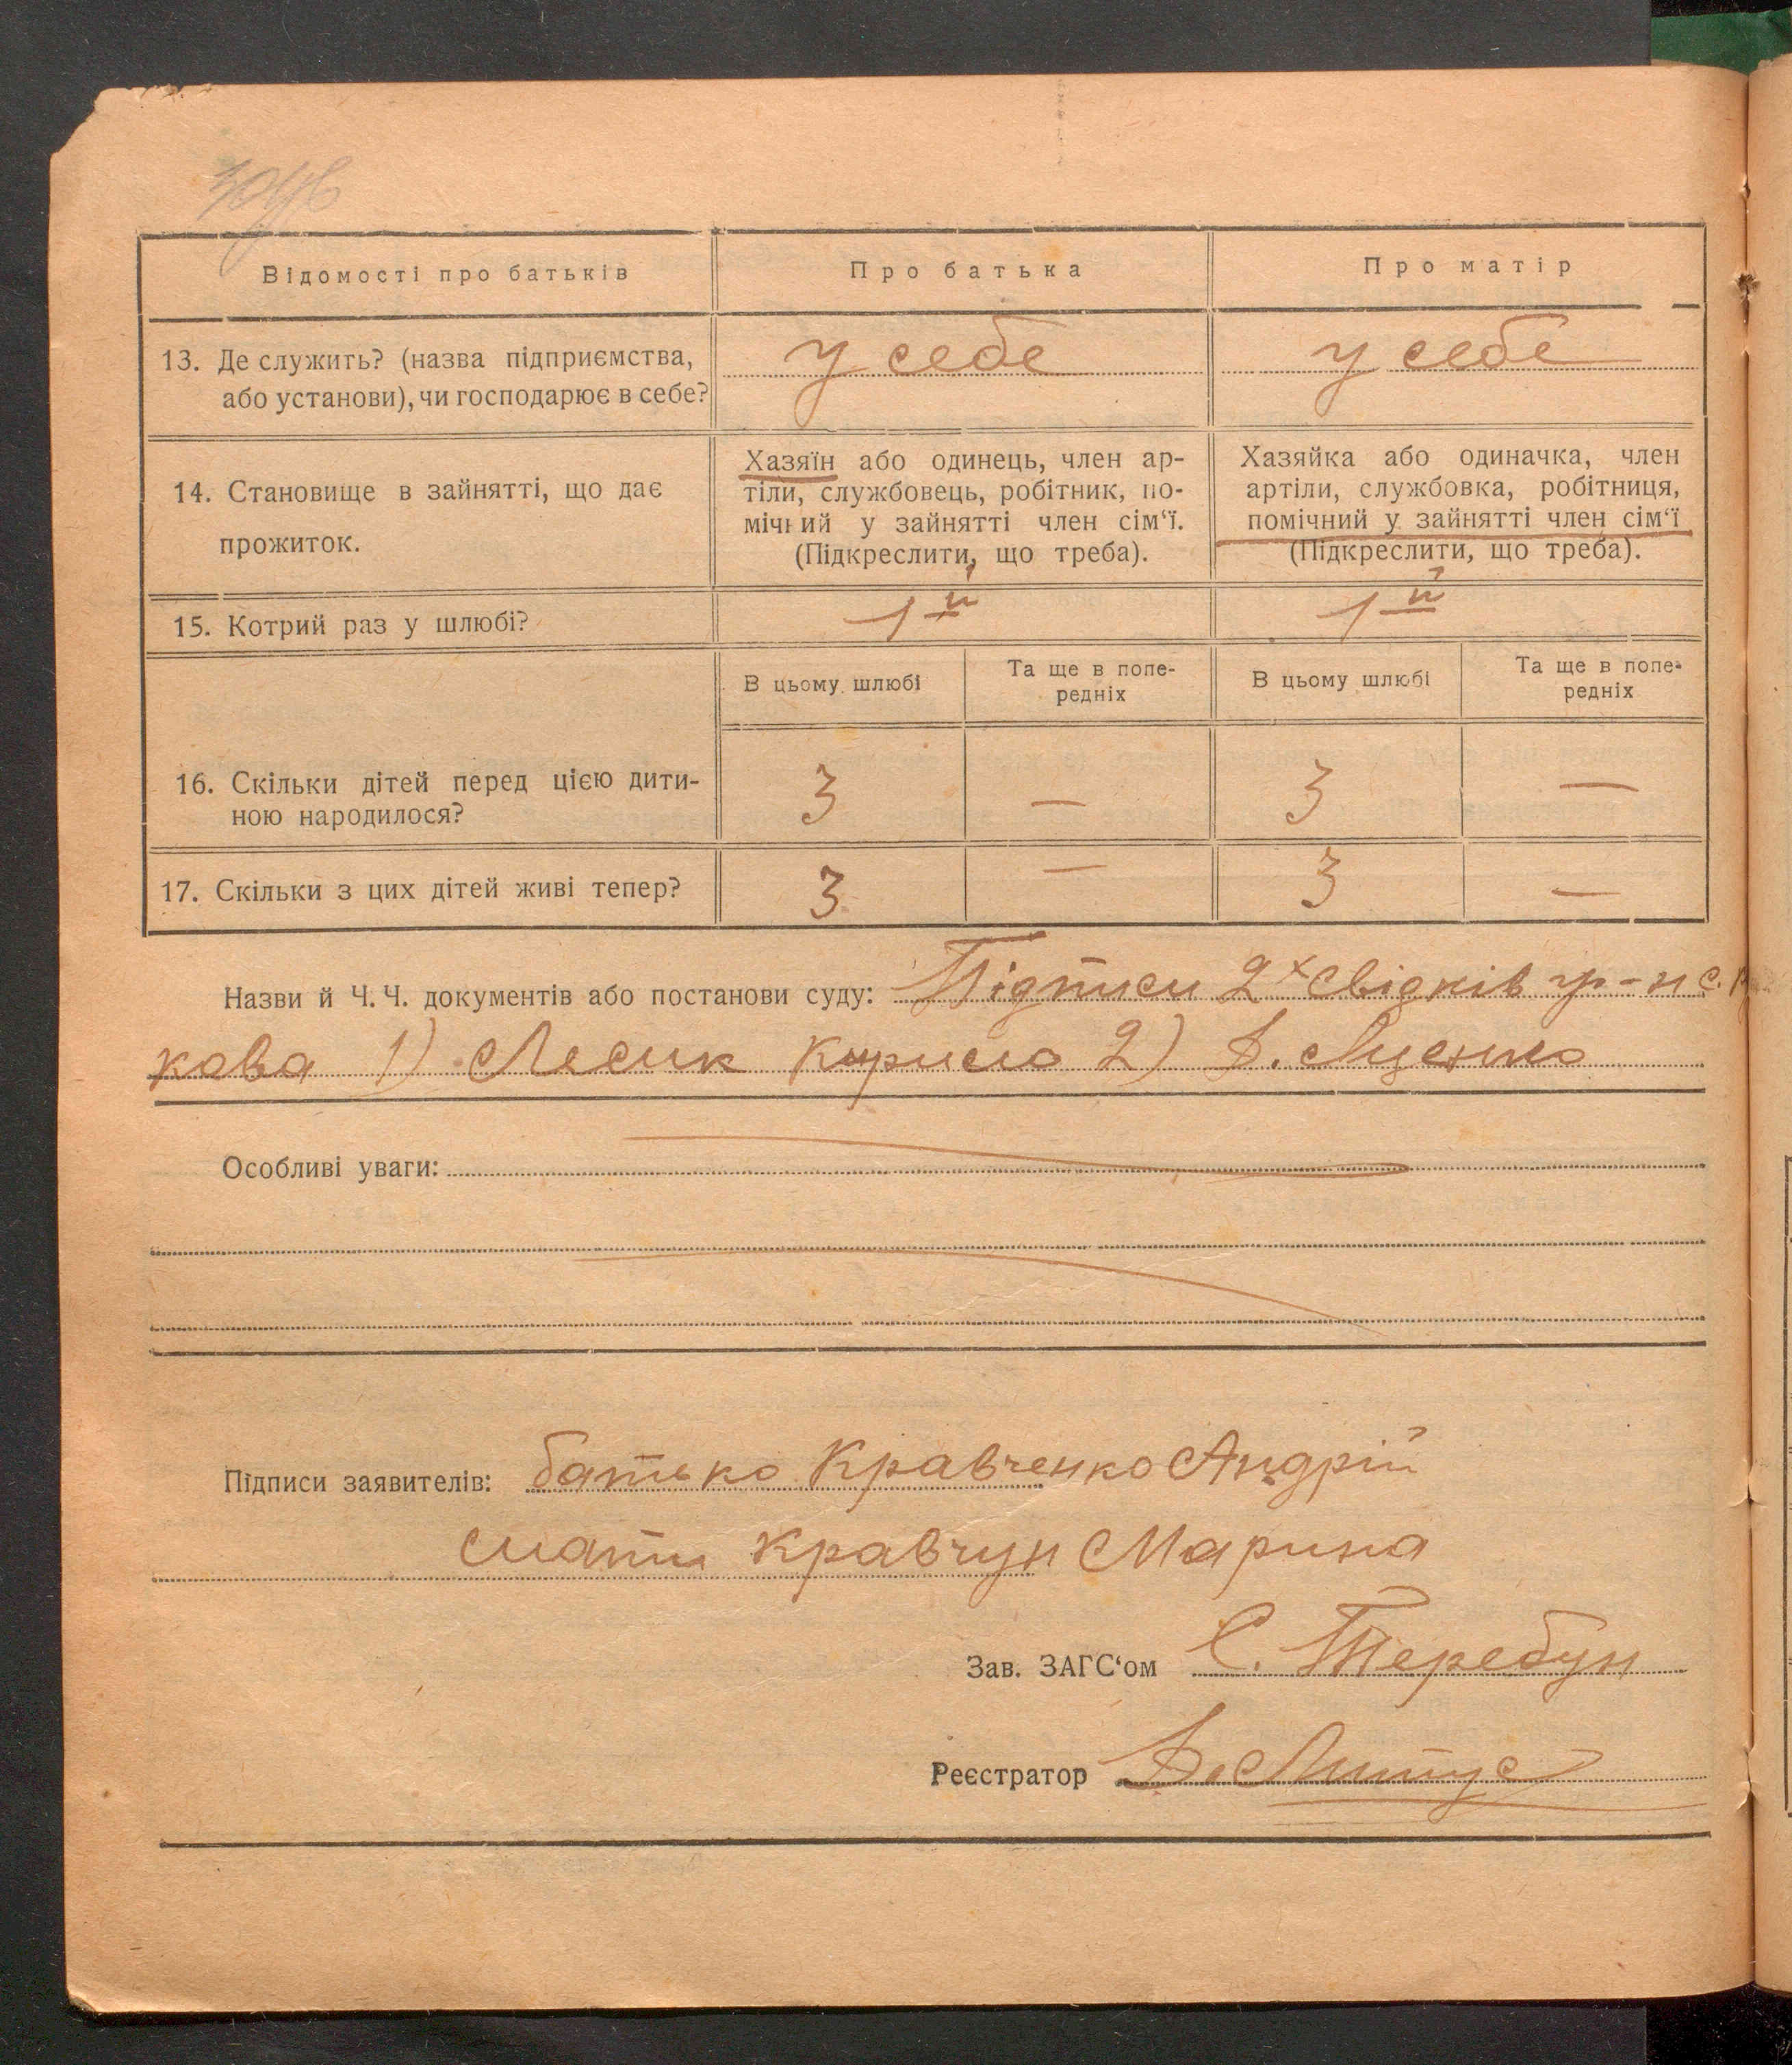 Відомості про батьків
Про батька
Про матір
13. Де служить? (назва підприємства,
або установи), чи господарює в себе?
у себе
у себе
14. Становище в зайнятті, що дає
прожиток.
Хазяїн або одинець, член ар-
тіли, службовець, робітник, по-
мічний у зайнятті член сім‘ї.
(Підкреслити, що треба).
Хазяйка або одиначка, член
артіли, службовка, робітниця,
помічний у зайнятті член сім‘ї
(Підкреслити, що треба).
15. Котрий раз у шлюбі?
1й
1й
В цьому шлюбі
Та ще в попе-
редніх
В цьому шлюбі
Та ще в попе-
редніх
16. Скільки дітей перед цією дити-
ною народилося?
3
—
3
—
17. Скільки з цих дітей живі тепер?
3
—
3
—
Назви й Ч. Ч. документів або постанови суду: Підписи 2х свідків гр-н с.
кова 1) Лесик Кирило 2) Луценко
Особливі уваги:
Підписи заявителів: батько Кравченко Андрій
мати Кравчун Марина
Зав. ЗАГС‘ом С. Теребун
Реєстратор